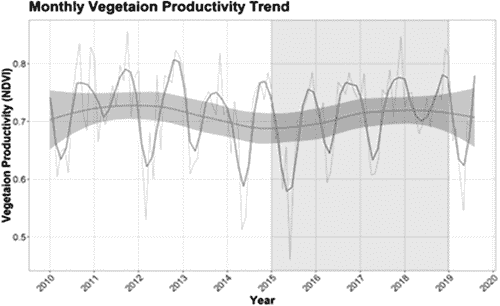 Monthly Vegetaion Productivity Trend
Vegetaion Productivity (NDVI)
0.8
0.7
0.6
0.5
2010 2011 2012 2013 2014 2015 2016 2017 2018 2019 2020
Year